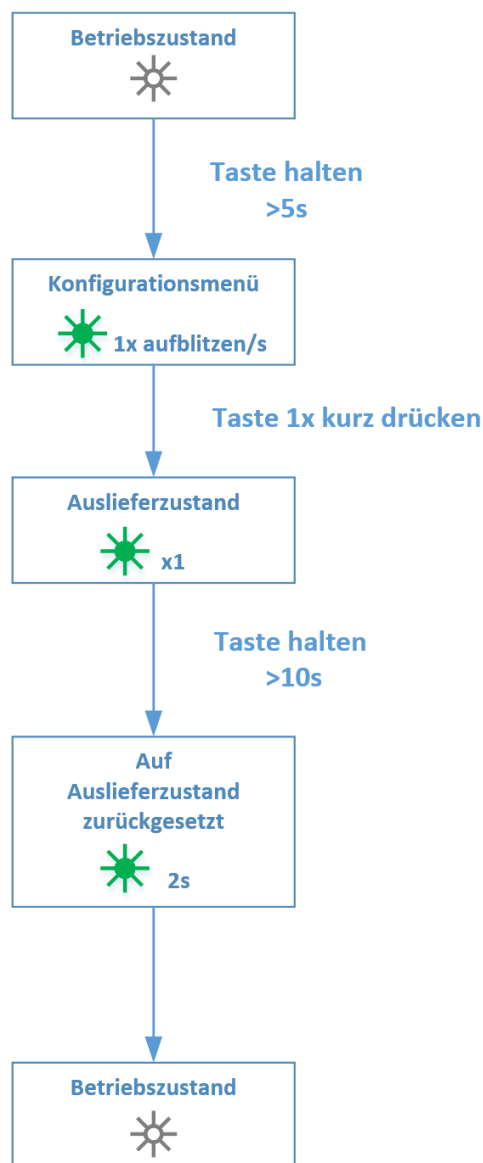 Betriebszustand
Taste halten
>5s
Konfigurationsmenü
1x aufblitzen/s
Taste 1x kurz drücken
Auslieferzustand
x1
Taste halten
>10s
Auf
Auslieferzustand
zurückgesetzt
2s
Betriebszustand